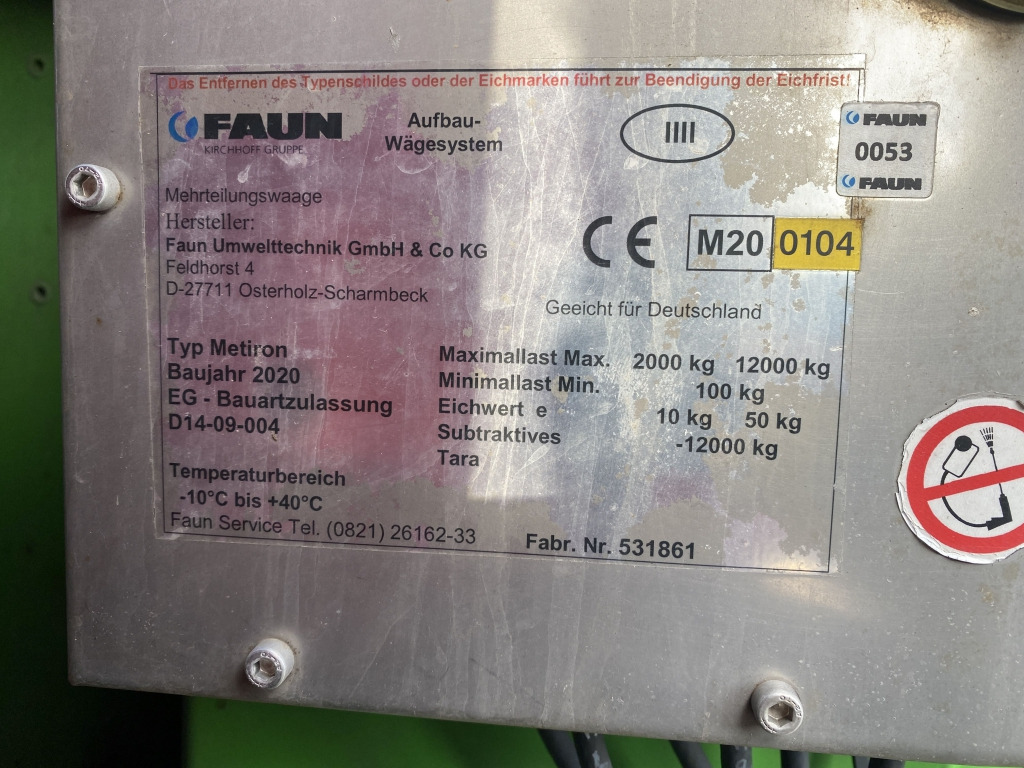 Das Entfernen des Typenschildes oder der Eichmarken führt zur Beendigung der Eichfrist!
FAUN
KIRCHHOFF GRUPPE
Aufbau-
Wägesystem
IIII
FAUN
0053
FAUN
Mehrteilungswaage
Hersteller:
Faun Umwelttechnik GmbH & Co KG
Feldhorst 4
D-27711 Osterholz-Scharmbeck
CE M20 0104
Geeicht für Deutschland
Typ Metiron
Baujahr 2020
EG - Bauartzulassung
D14-09-004
Maximallast Max. 2000 kg 12000 kg
Minimallast Min. 100 kg
Eichwert e 10 kg 50 kg
Subtraktives -12000 kg
Tara
Temperaturbereich
-10°C bis +40°C
Faun Service Tel. (0821) 26162-33
Fabr. Nr. 531861